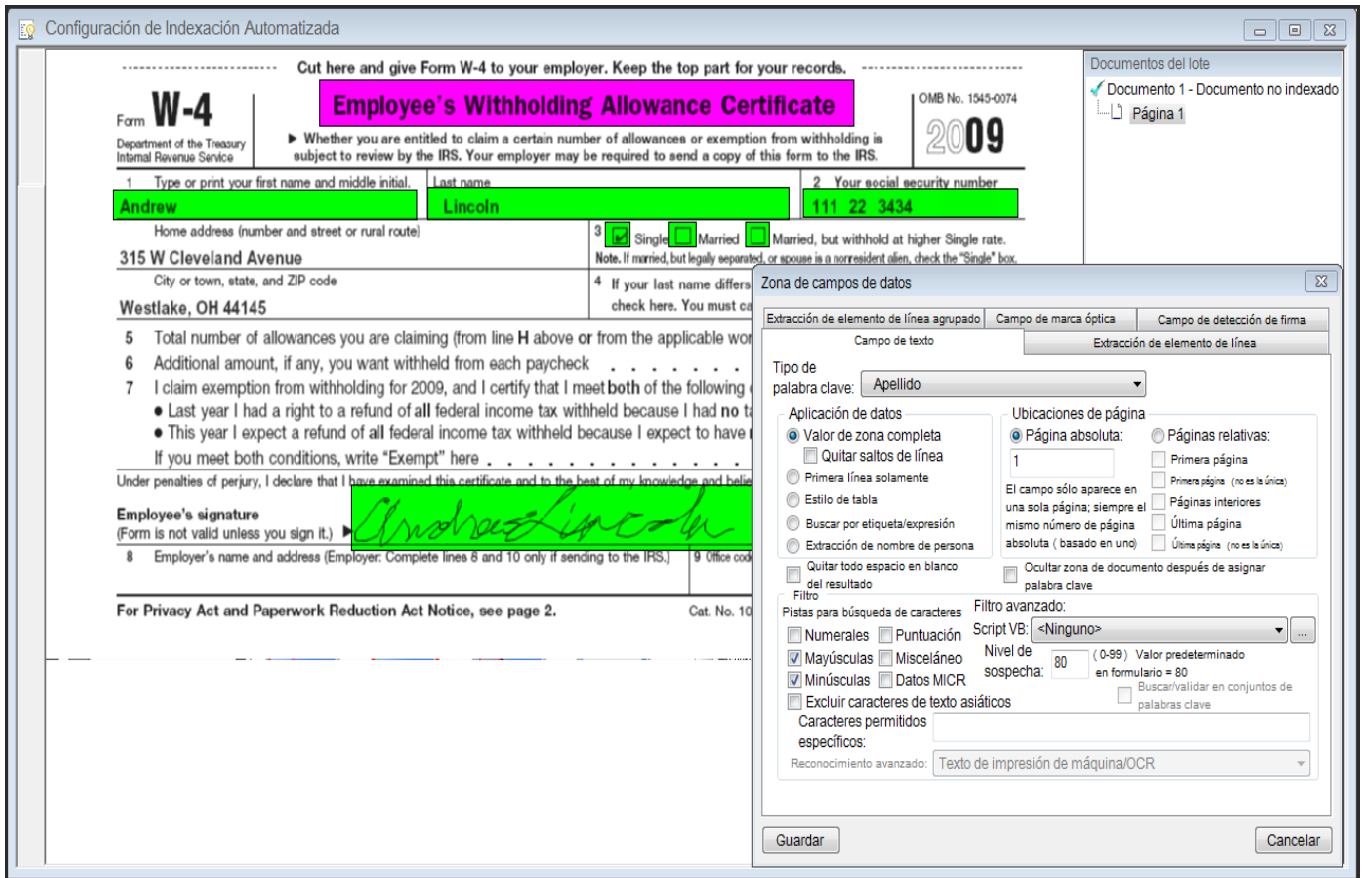 Configuración de Indexación Automatizada
Cut here and give Form W-4 to your employer. Keep the top part for your records.
Form W-4
Department of the Treasury
Internal Revenue Service
Employee's Withholding Allowance Certificate
▶ Whether you are entitled to claim a certain number of allowances or exemption from withholding is
subject to review by the IRS. Your employer may be required to send a copy of this form to the IRS.
OMB No. 1545-0074
2009
1 Type or print your first name and middle initial.
Last name
2 Your social security number
Andrew
Lincoln
111 22 3434
Home address (number and street or rural route)
315 W Cleveland Avenue
3 Single Married Married, but withhold at higher Single rate.
Note. If married, but legally separated, or spouse is a nonresident alien, check the "Single" box.
City or town, state, and ZIP code
Westlake, OH 44145
4 If your last name differs
check here. You must ca
5 Total number of allowances you are claiming (from line H above or from the applicable wor
6 Additional amount, if any, you want withheld from each paycheck . . . . . .
7 I claim exemption from withholding for 2009, and I certify that I meet both of the following
● Last year I had a right to a refund of all federal income tax withheld because I had no ta
● This year I expect a refund of all federal income tax withheld because I expect to have
If you meet both conditions, write "Exempt" here . . . . . . . . . . .
Under penalties of perjury, I declare that I have examined this certificate and to the best of my knowledge and belie
Employee's signature
(Form is not valid unless you sign it.) ▶
Andrew Lincoln
8 Employer's name and address (Employer: Complete lines 8 and 10 only if sending to the IRS.)
9 Office cod
For Privacy Act and Paperwork Reduction Act Notice, see page 2.
Cat. No. 10
Documentos del lote
Documento 1 - Documento no indexado
Página 1
Zona de campos de datos
Extracción de elemento de línea agrupado
Campo de marca óptica
Campo de detección de firma
Campo de texto
Extracción de elemento de línea
Tipo de
palabra clave: Apellido
Aplicación de datos
Valor de zona completa
Quitar saltos de línea
Primera línea solamente
Estilo de tabla
Buscar por etiqueta/expresión
Extracción de nombre de persona
Ubicaciones de página
Página absoluta:
1
El campo sólo aparece en
una sola página; siempre el
mismo número de página
absoluta ( basado en uno)
Páginas relativas:
Primera página
Primera página (no es la única)
Páginas interiores
Última página
Última página (no es la única)
Quitar todo espacio en blanco
del resultado
Ocultar zona de documento después de asignar
palabra clave
Filtro
Pistas para búsqueda de caracteres
Numerales Puntuación
Mayúsculas Misceláneo
Minúsculas Datos MICR
Excluir caracteres de texto asiáticos
Filtro avanzado:
Script VB: <Ninguno> ...
Nivel de
sospecha: 80
( 0-99) Valor predeterminado
en formulario = 80
Buscar/validar en conjuntos de
palabras clave
Caracteres permitidos
específicos:
Reconocimiento avanzado: Texto de impresión de máquina/OCR
Guardar
Cancelar